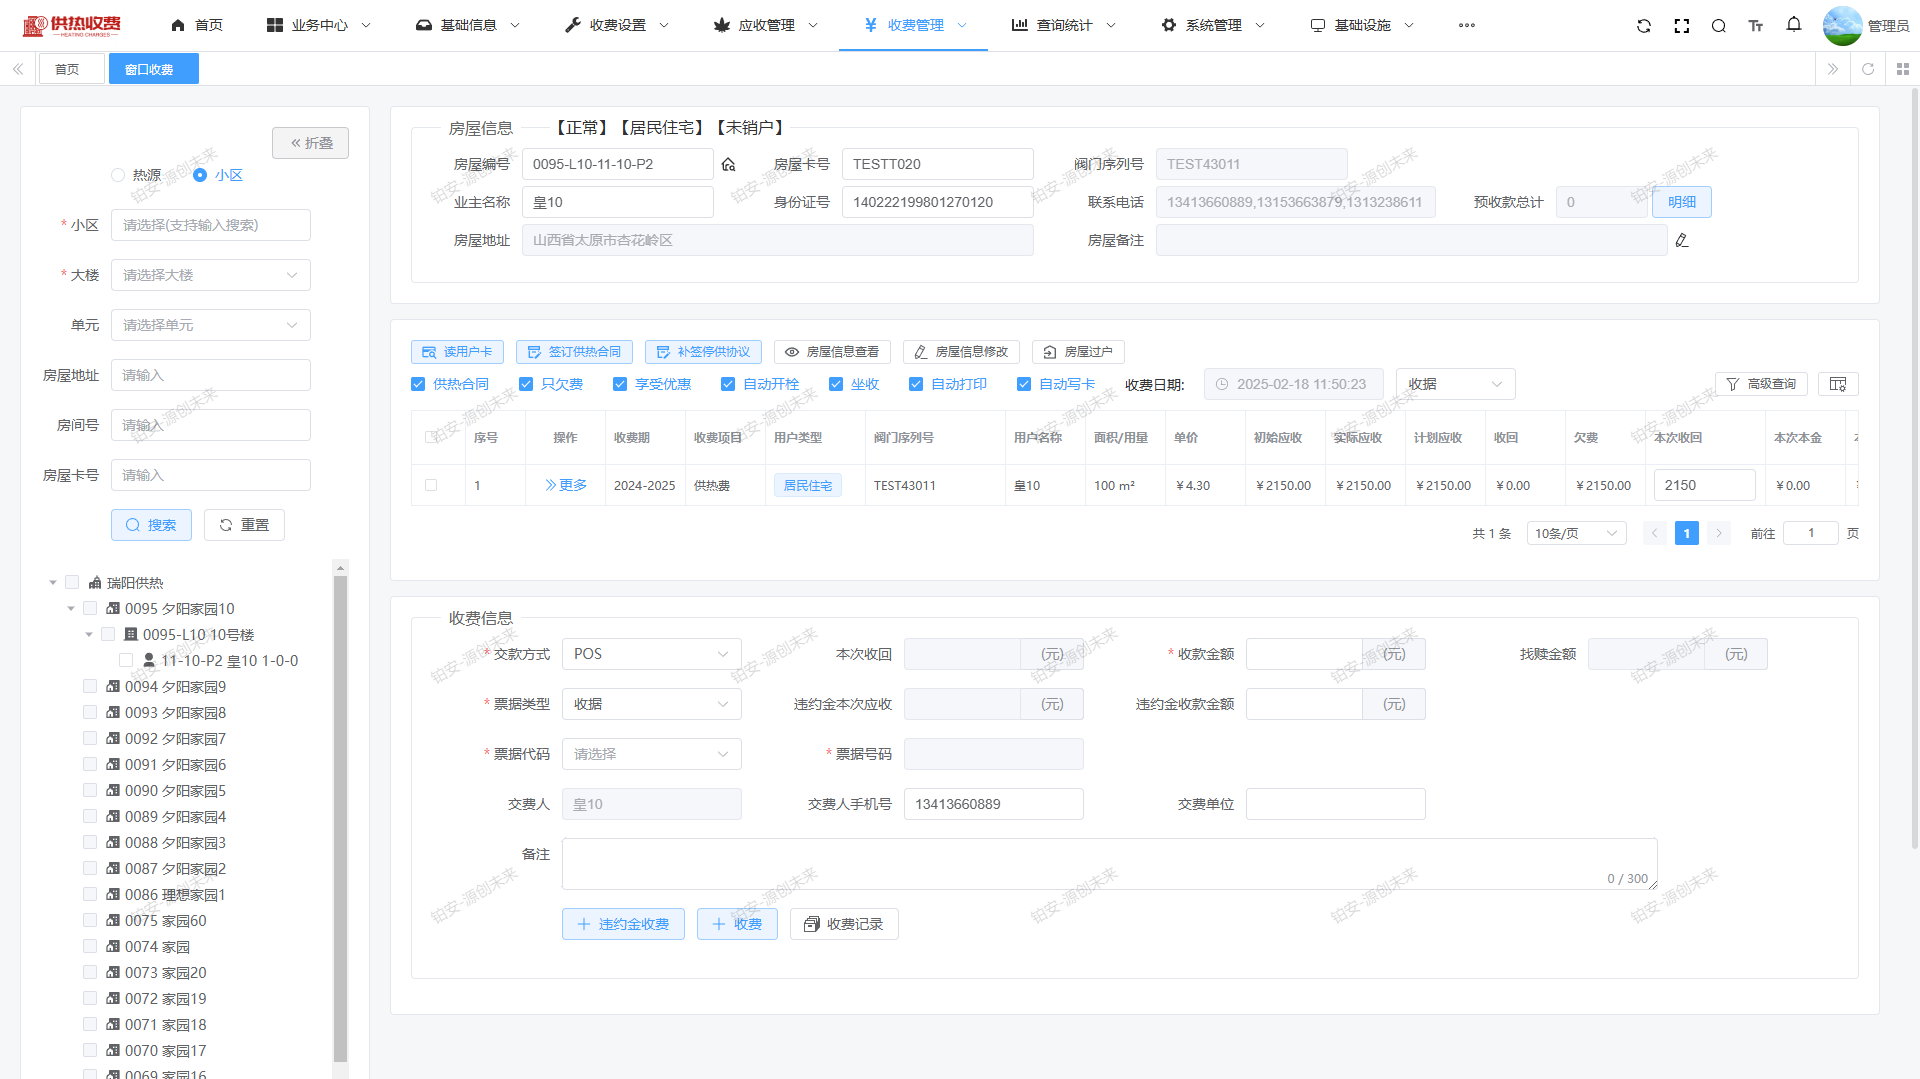 供热收费
HEATING CHARGES
首页
业务中心
基础信息
收费设置
应收管理
收费管理
查询统计
系统管理
基础设施
管理员
首页
窗口收费
折叠
热源
小区
* 小区 请选择(支持输入搜索)
* 大楼 请选择大楼
单元 请选择单元
房屋地址 请输入
房间号 请输入
房屋卡号 请输入
搜索
重置
瑞阳供热
0095 夕阳家园10
0095-L10 10号楼
11-10-P2 皇10 1-0-0
0094 夕阳家园9
0093 夕阳家园8
0092 夕阳家园7
0091 夕阳家园6
0090 夕阳家园5
0089 夕阳家园4
0088 夕阳家园3
0087 夕阳家园2
0086 理想家园1
0075 家园60
0074 家园
0073 家园20
0072 家园19
0071 家园18
0070 家园17
0069 家园16
房屋信息 【正常】【居民住宅】【未销户】
房屋编号 0095-L10-11-10-P2 房屋卡号 TESTT020 阀门序列号 TEST43011
业主名称 皇10 身份证号 140222199801270120 联系电话 13413660889,13153663879,1313238611 预收款总计 0 明细
房屋地址 山西省太原市杏花岭区 房屋备注
读用户卡 签订供热合同 补签停供协议 房屋信息查看 房屋信息修改 房屋过户
供热合同 只欠费 享受优惠 自动开栓 坐收 自动打印 自动写卡 收费日期: 2025-02-18 11:50:23 收据 高级查询
序号 操作 收费期 收费项目 用户类型 阀门序列号 用户名称 面积/用量 单价 初始应收 实际应收 计划应收 收回 欠费 本次收回 本次本金
1 更多 2024-2025 供热费 居民住宅 TEST43011 皇10 100 m² ¥4.30 ¥2150.00 ¥2150.00 ¥2150.00 ¥0.00 ¥2150.00 2150 ¥0.00
共 1 条 10条/页 1 前往 1 页
收费信息
* 交款方式 POS 本次收回 (元) * 收款金额 (元) 找赎金额 (元)
* 票据类型 收据 违约金本次应收 (元) 违约金收款金额 (元)
* 票据代码 请选择 * 票据号码
交费人 皇10 交费人手机号 13413660889 交费单位
备注
0 / 300
违约金收费 收费 收费记录
铂安-源创未来